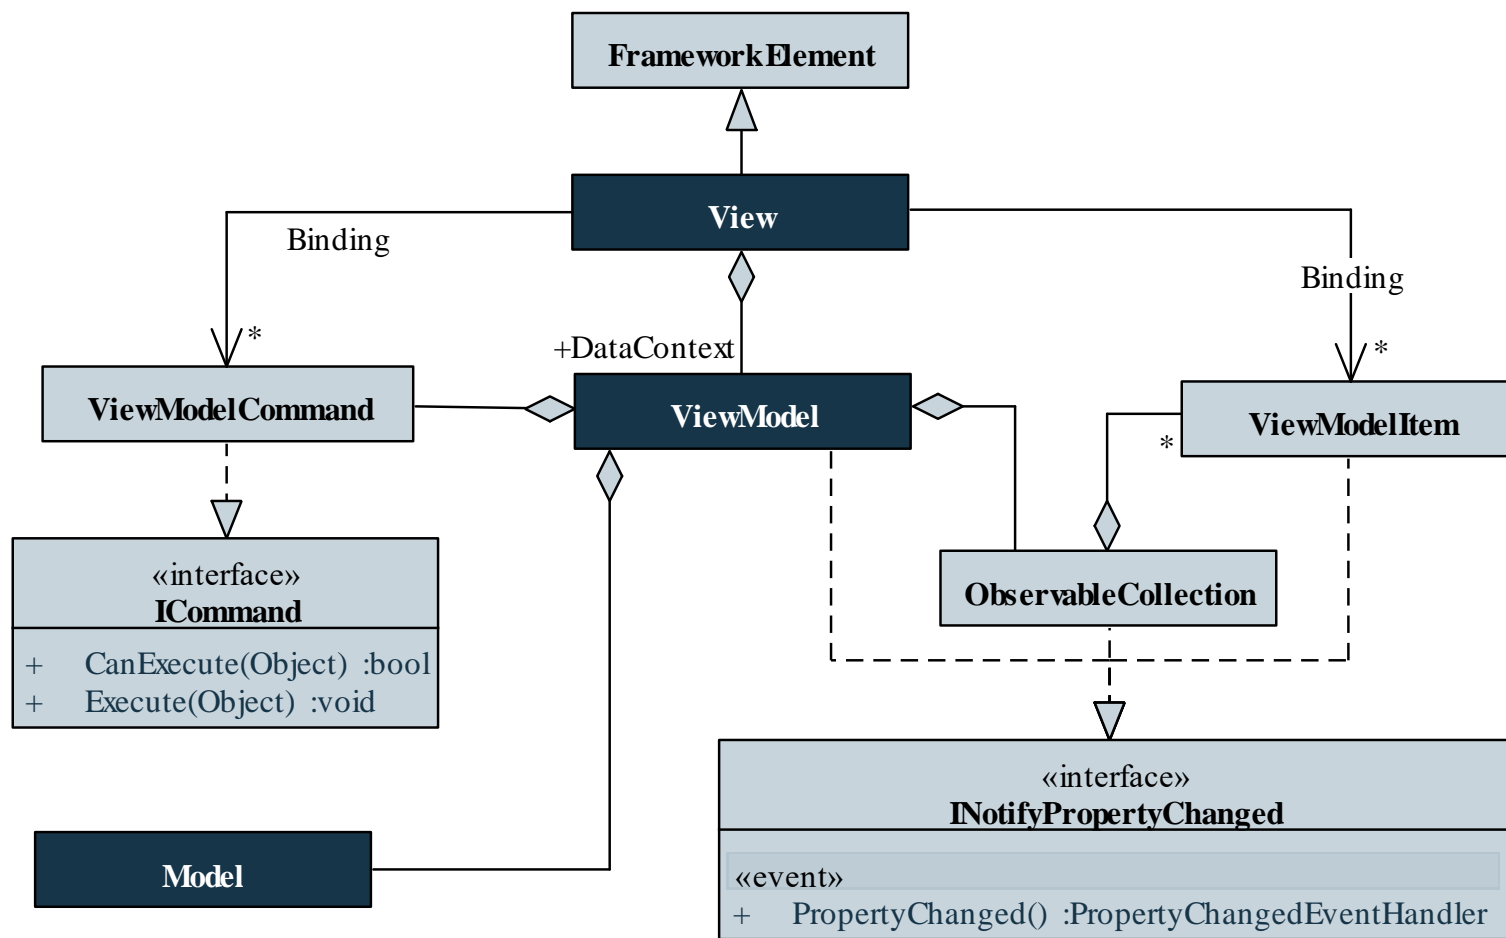 FrameworkElement
View
Binding
Binding
*
+DataContext
*
ViewModelCommand
ViewModel
ViewModelItem
*
«interface»
ICommand
+ CanExecute(Object) :bool
+ Execute(Object) :void
ObservableCollection
«interface»
INotifyPropertyChanged
Model
«event»
+ PropertyChanged() :PropertyChangedEventHandler